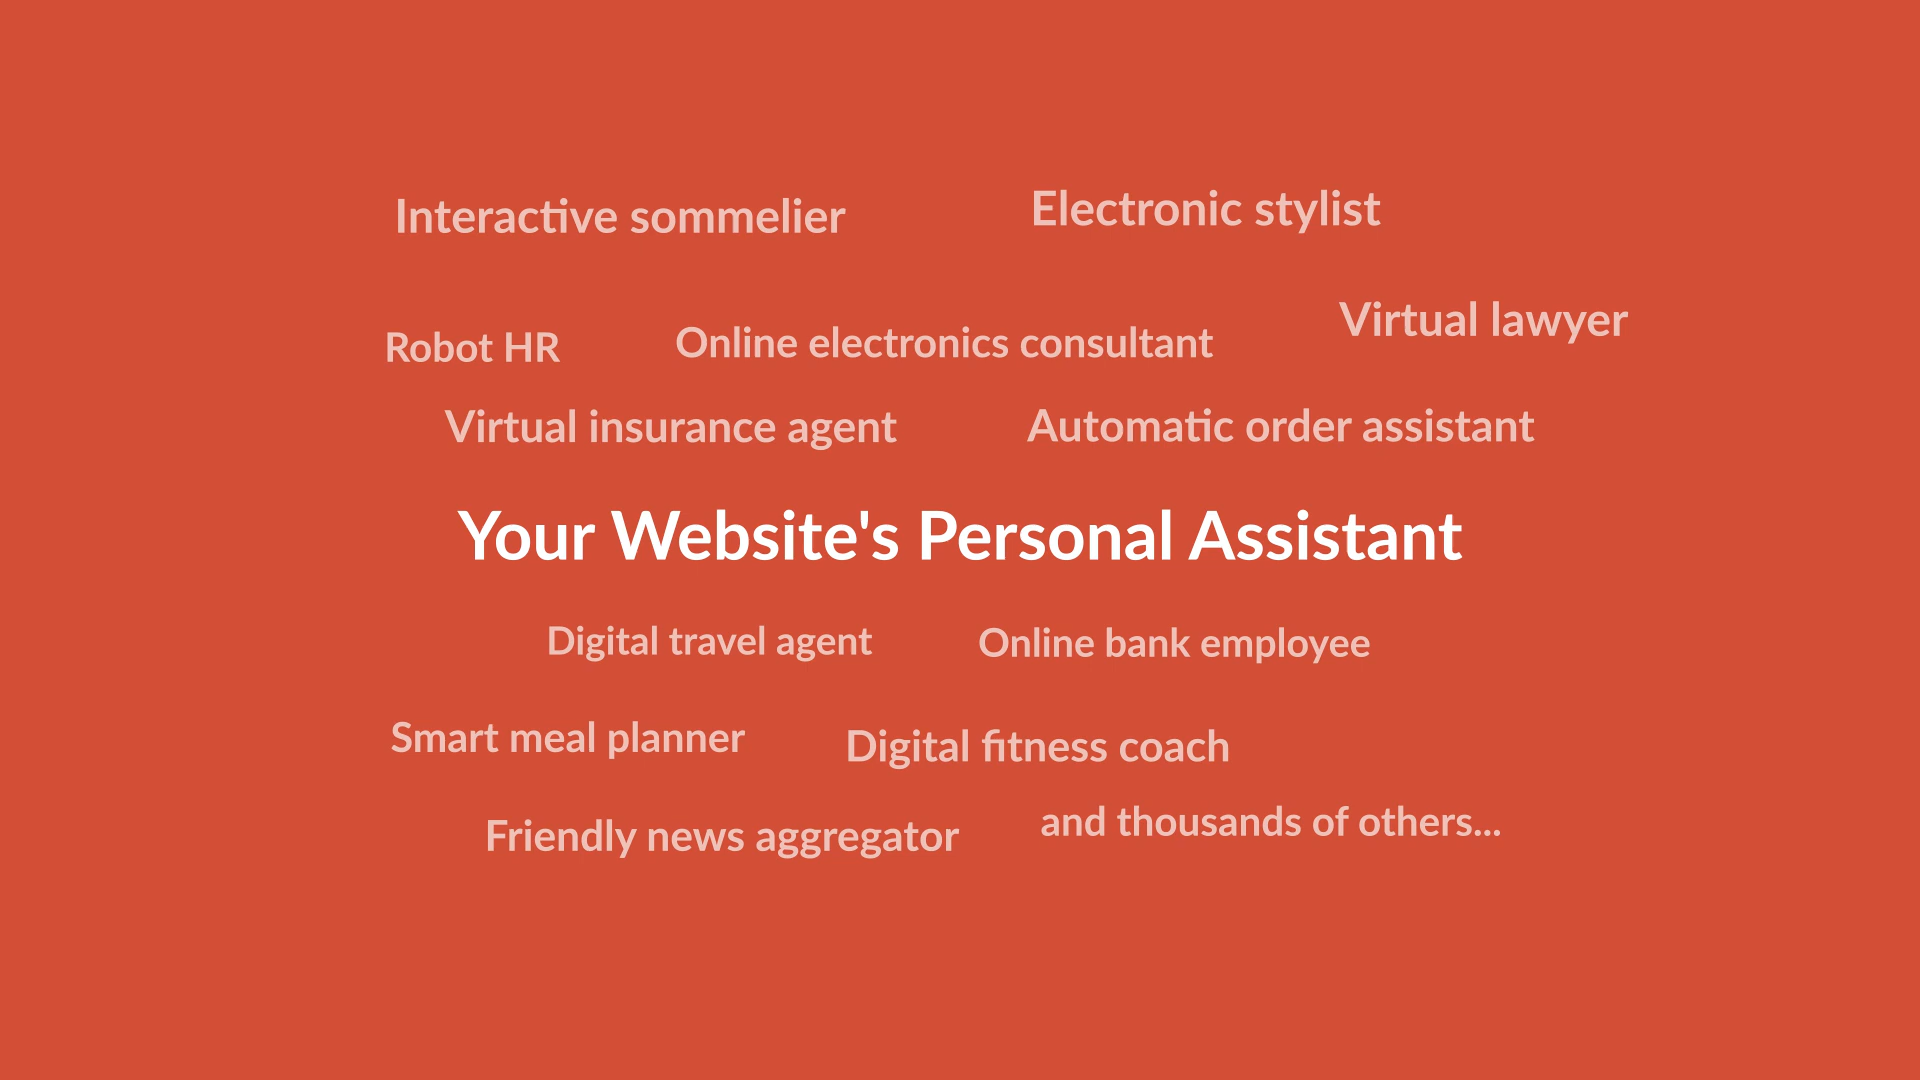 Interactive sommelier
Electronic stylist
Virtual lawyer
Robot HR
Online electronics consultant
Virtual insurance agent
Automatic order assistant
Your Website's Personal Assistant
Digital travel agent
Online bank employee
Smart meal planner
Digital fitness coach
Friendly news aggregator
and thousands of others...